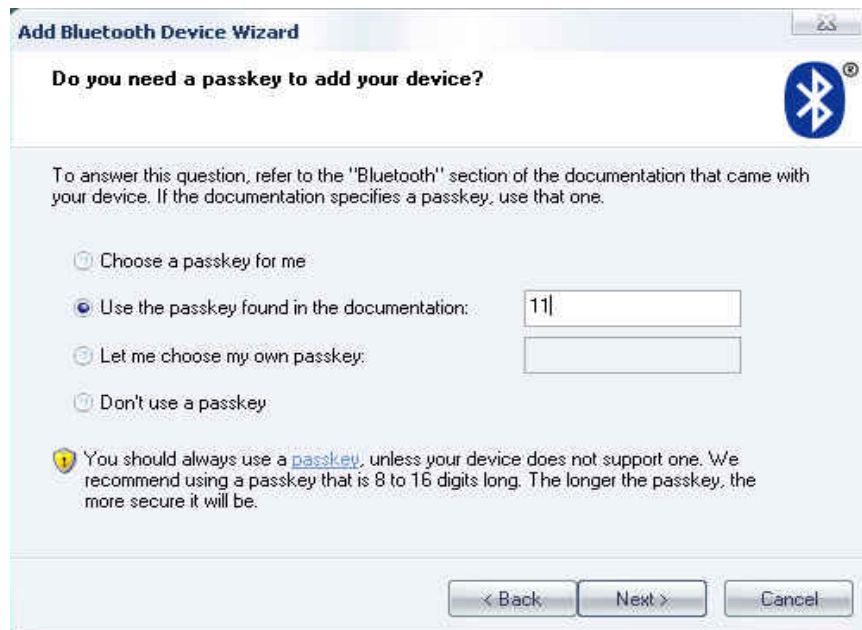 Add Bluetooth Device Wizard
Do you need a passkey to add your device?
®
To answer this question, refer to the "Bluetooth" section of the documentation that came with
your device. If the documentation specifies a passkey, use that one.
Choose a passkey for me
Use the passkey found in the documentation: 11
Let me choose my own passkey:
Don't use a passkey
You should always use a passkey, unless your device does not support one. We
recommend using a passkey that is 8 to 16 digits long. The longer the passkey, the
more secure it will be.
< Back Next > Cancel